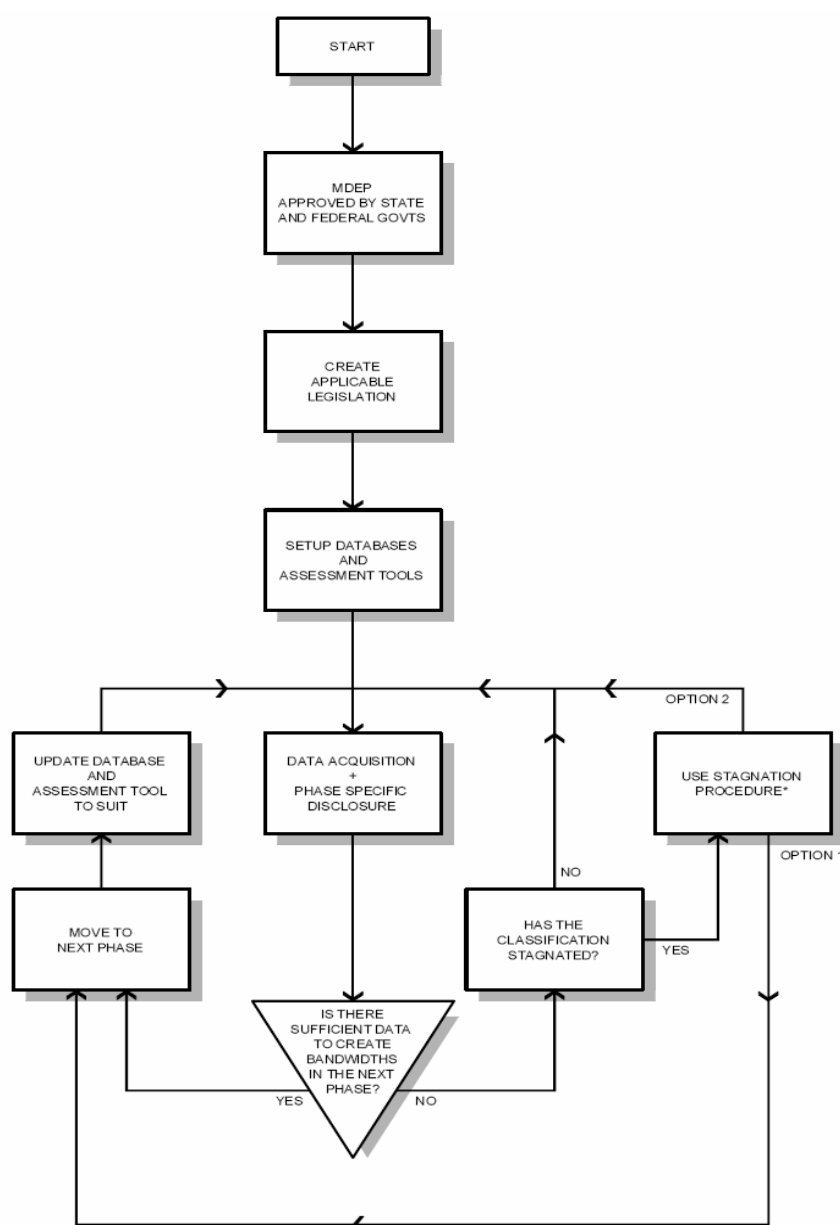 START
MDEP
APPROVED BY STATE
AND FEDERAL GOVTS
CREATE
APPLICABLE
LEGISLATION
SETUP DATABASES
AND
ASSESSMENT TOOLS
OPTION 2
UPDATE DATABASE
AND
ASSESSMENT TOOL
TO SUIT
DATA ACQUISITION
+
PHASE SPECIFIC
DISCLOSURE
USE STAGNATION
PROCEDURE*
OPTION 1
NO
MOVE TO
NEXT PHASE
HAS THE
CLASSIFICATION
STAGNATED?
YES
IS THERE
SUFFICIENT DATA
TO CREATE
BANDWIDTHS
IN THE NEXT
PHASE?
YES
NO